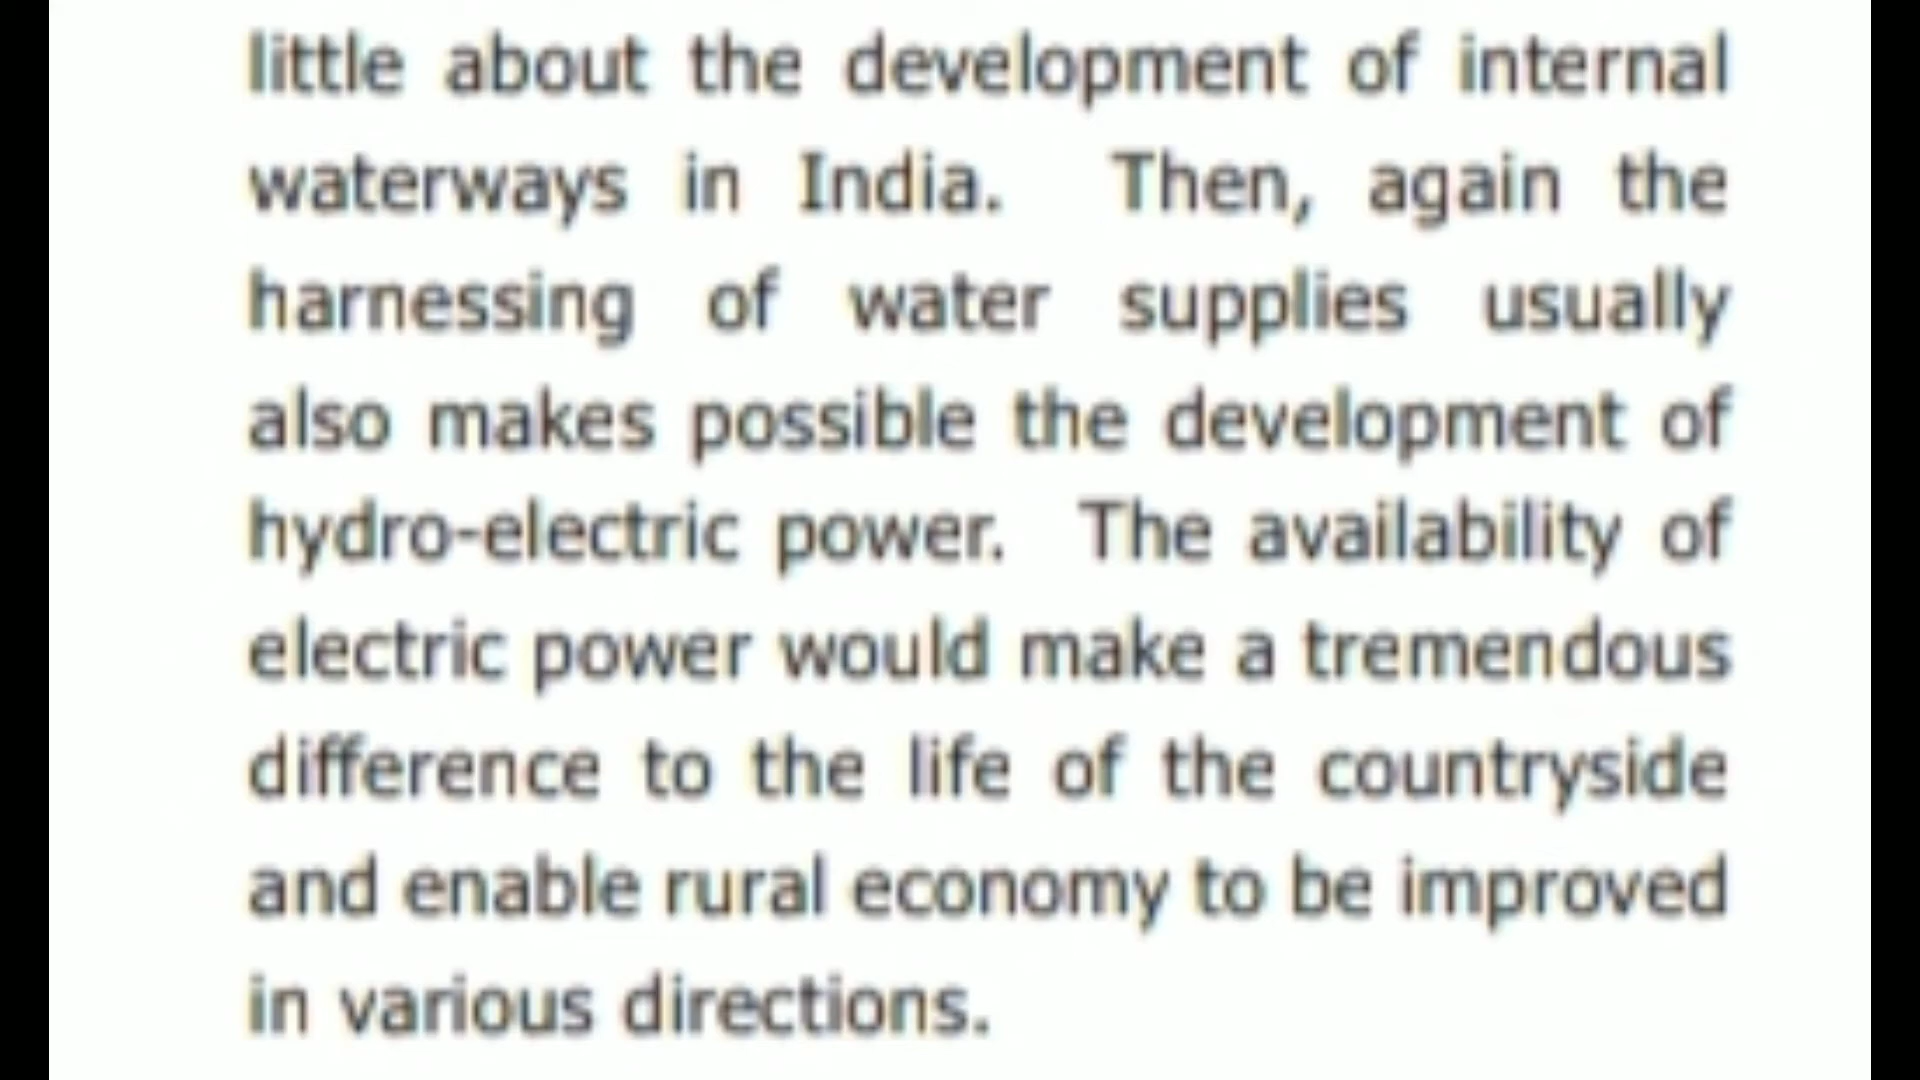 little about the development of internal
waterways in India. Then, again the
harnessing of water supplies usually
also makes possible the development of
hydro-electric power. The availability of
electric power would make a tremendous
difference to the life of the countryside
and enable rural economy to be improved
in various directions.